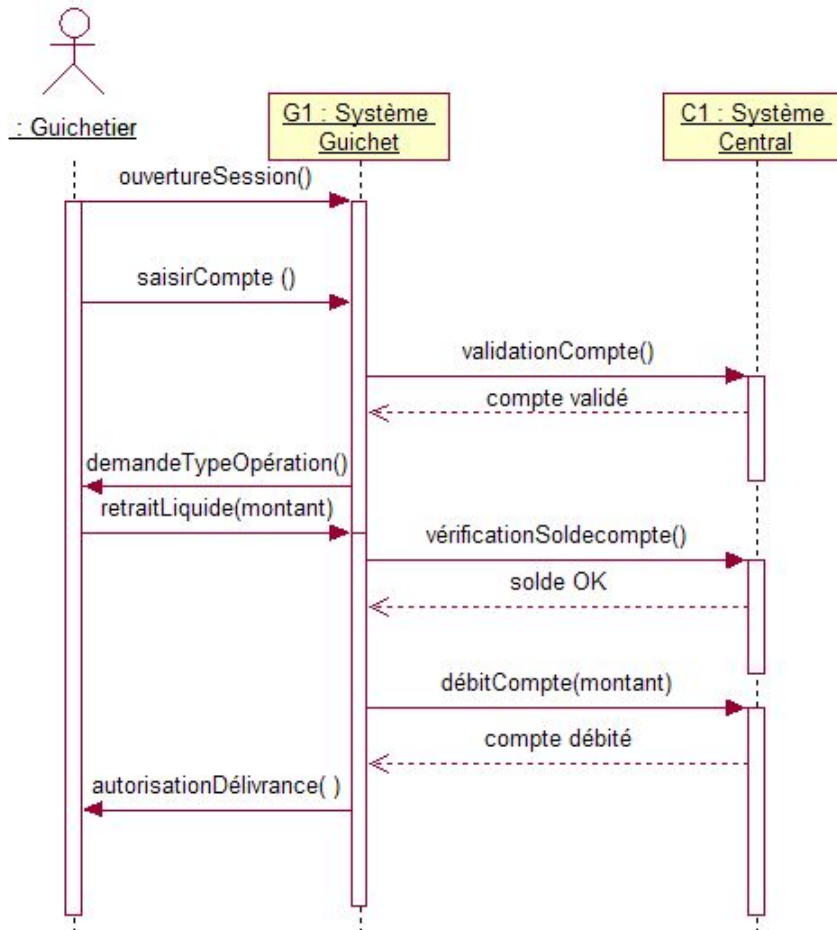 : Guichetier
G1 : Système
Guichet
C1 : Système
Central
ouvertureSession()
saisirCompte ()
validationCompte()
compte validé
demandeTypeOpération()
retraitLiquide(montant)
vérificationSoldecompte()
solde OK
débitCompte(montant)
compte débité
autorisationDélivrance( )